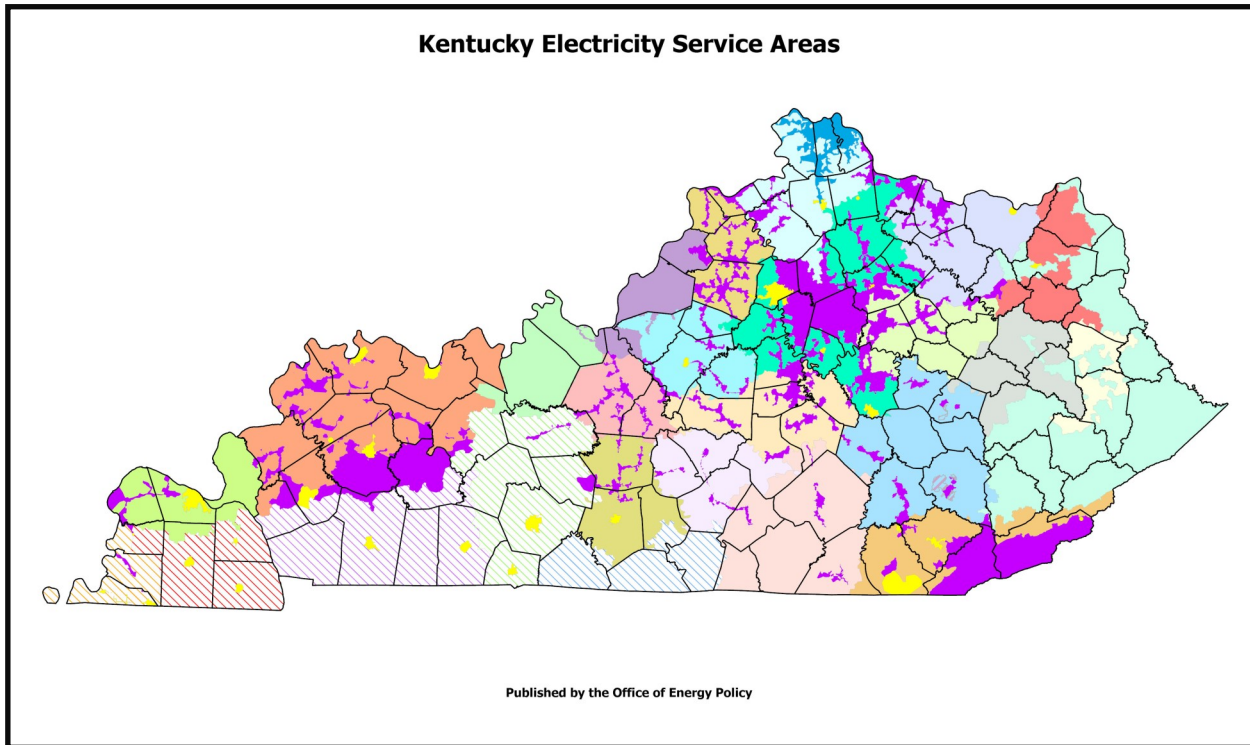 Kentucky Electricity Service Areas
Published by the Office of Energy Policy